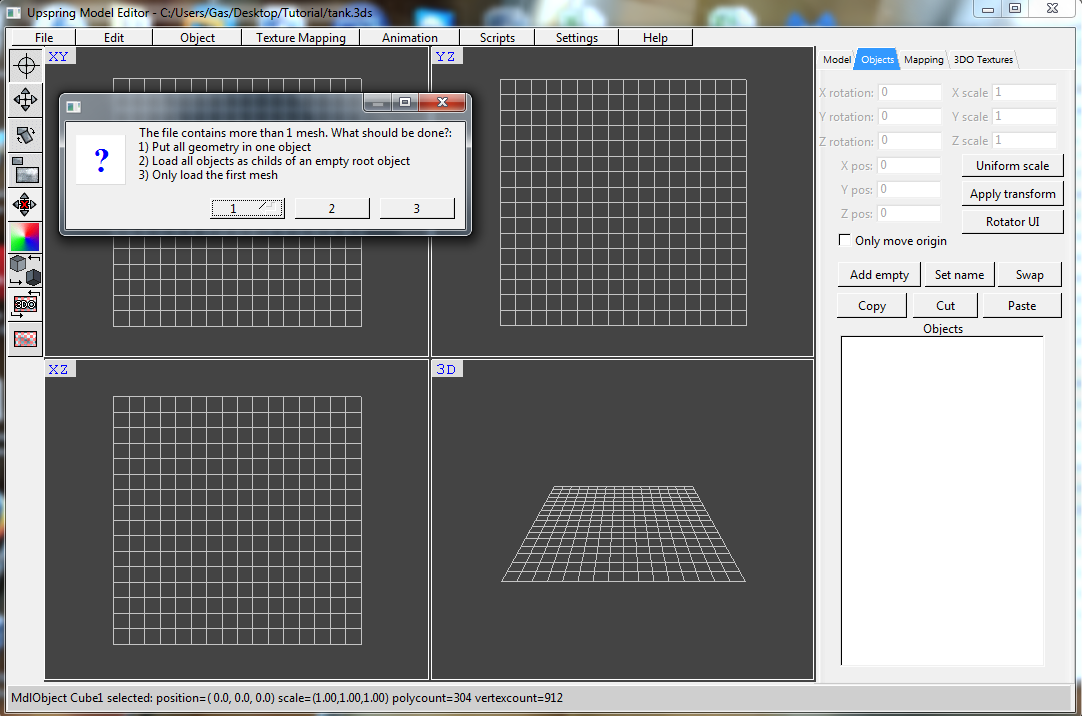 Upspring Model Editor - C:/Users/Gas/Desktop/Tutorial/tank.3ds
File Edit Object Texture Mapping Animation Scripts Settings Help
XY
YZ
The file contains more than 1 mesh. What should be done?:
1) Put all geometry in one object
2) Load all objects as childs of an empty root object
3) Only load the first mesh
?
1 2 3
XZ
3D
3DO
Model Objects Mapping 3DO Textures
X rotation: 0 X scale 1
Y rotation: 0 Y scale 1
Z rotation: 0 Z scale 1
X pos: 0 Uniform scale
Y pos: 0 Apply transform
Z pos: 0 Rotator UI
Only move origin
Add empty Set name Swap
Copy Cut Paste
Objects
MdlObject Cube1 selected: position=( 0.0, 0.0, 0.0) scale=(1.00,1.00,1.00) polycount=304 vertexcount=912